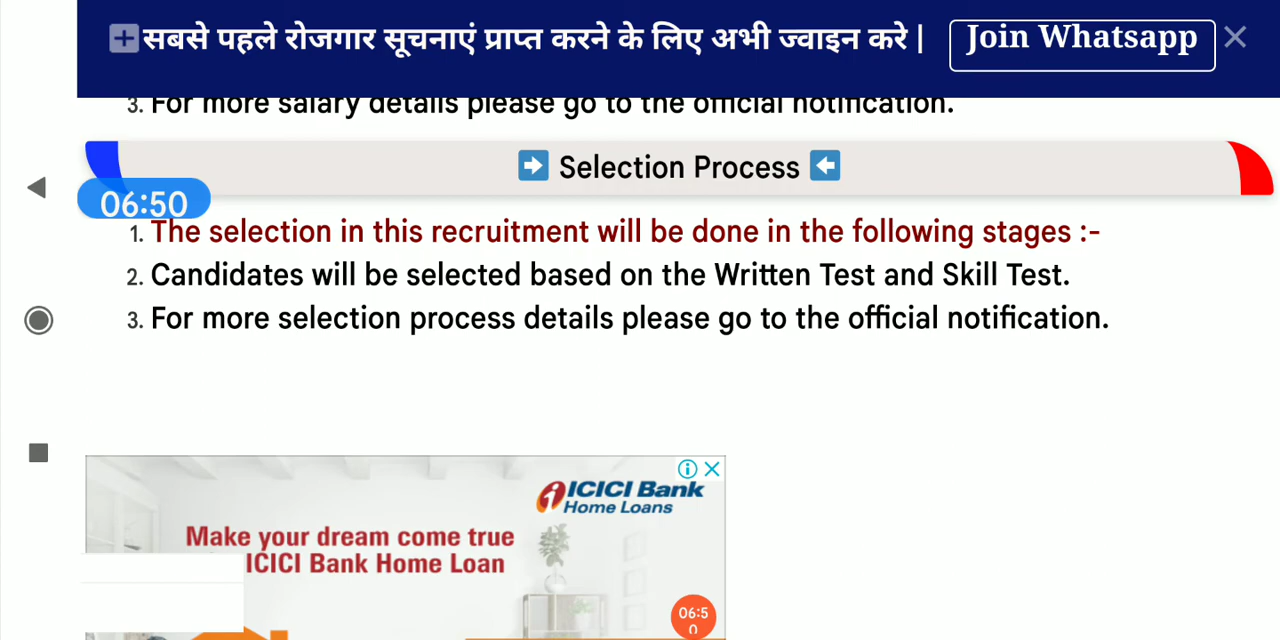 सबसे पहले रोजगार सूचनाएं प्राप्त करने के लिए अभी ज्वाइन करे |
Join Whatsapp
3. For more salary details please go to the official notification.
Selection Process
06:50
1. The selection in this recruitment will be done in the following stages :-
2. Candidates will be selected based on the Written Test and Skill Test.
3. For more selection process details please go to the official notification.
ICICI Bank
Home Loans
Make your dream come true
ICICI Bank Home Loan
06:5
0